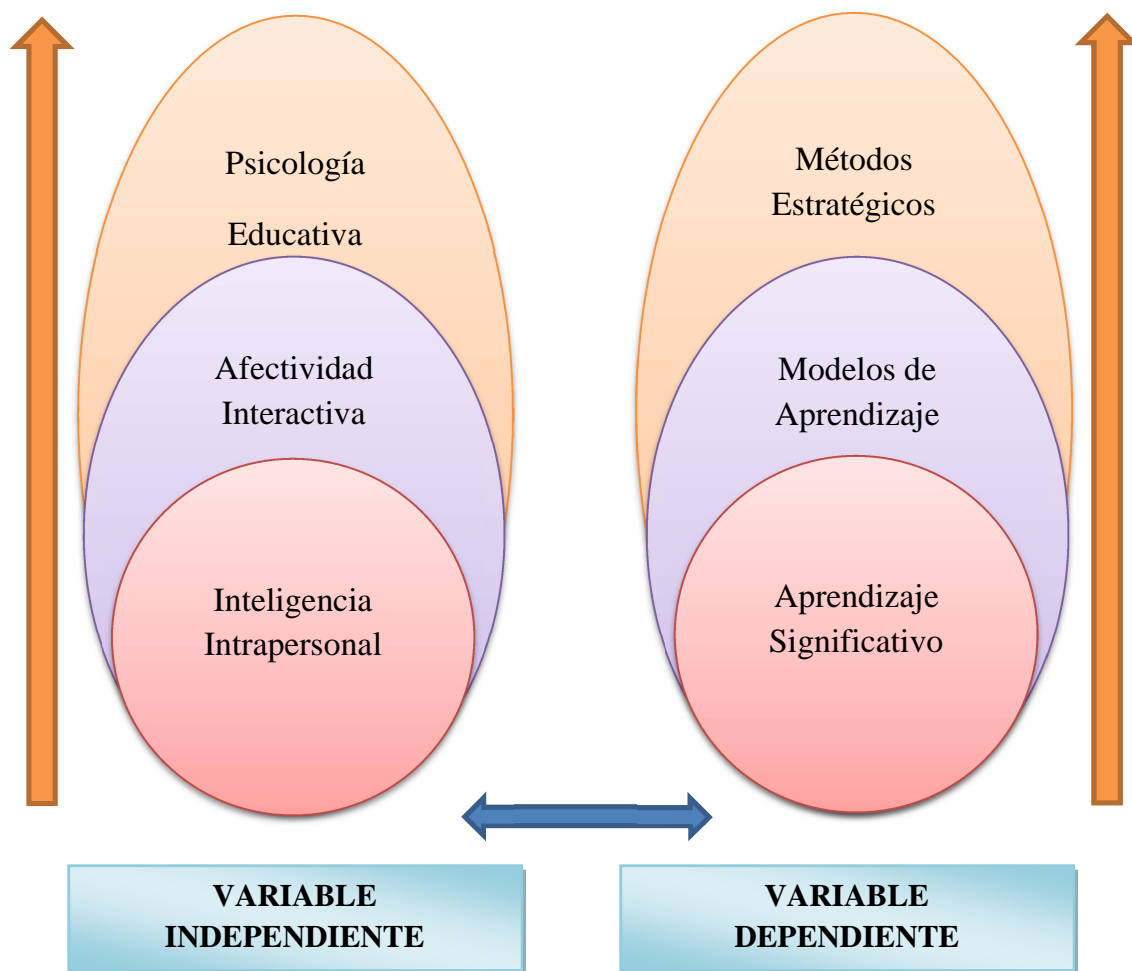 Psicología
Educativa
Afectividad
Interactiva
Inteligencia
Intrapersonal
VARIABLE
INDEPENDIENTE
Métodos
Estratégicos
Modelos de
Aprendizaje
Aprendizaje
Significativo
VARIABLE
DEPENDIENTE